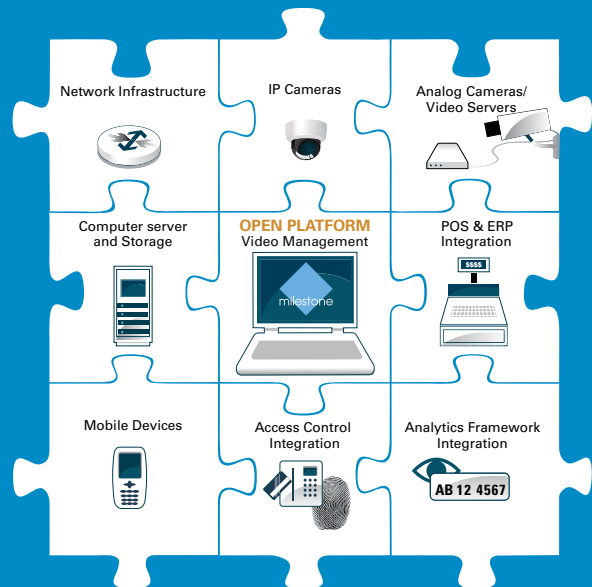 Network Infrastructure
IP Cameras
Analog Cameras/
Video Servers
Computer server
and Storage
OPEN PLATFORM
Video Management
milestone
POS & ERP
Integration
$$$$
Mobile Devices
Access Control
Integration
Analytics Framework
Integration
AB 12 4567